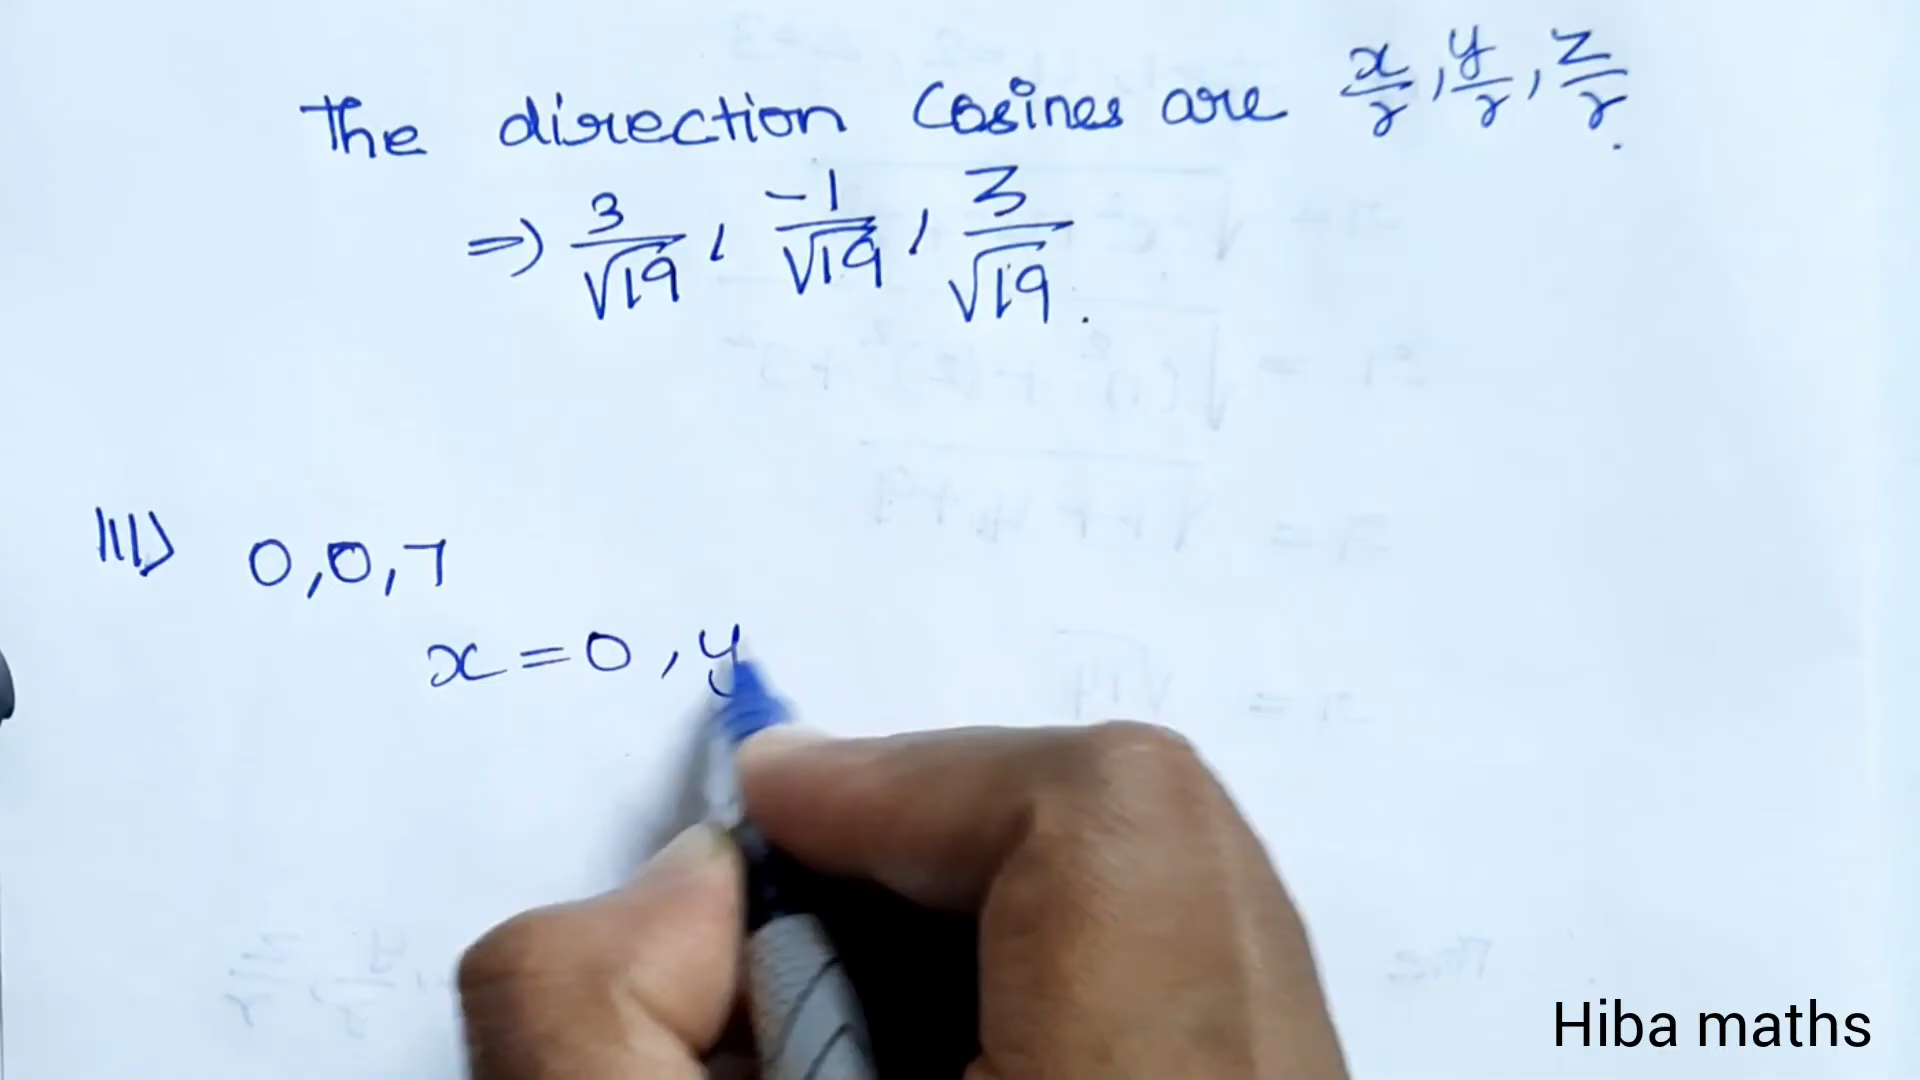 The direction Cosines are x/r, y/r, z/r.
=> 3/√19, -1/√19, 3/√19.
III) 0,0,7
x = 0, y
Hiba maths